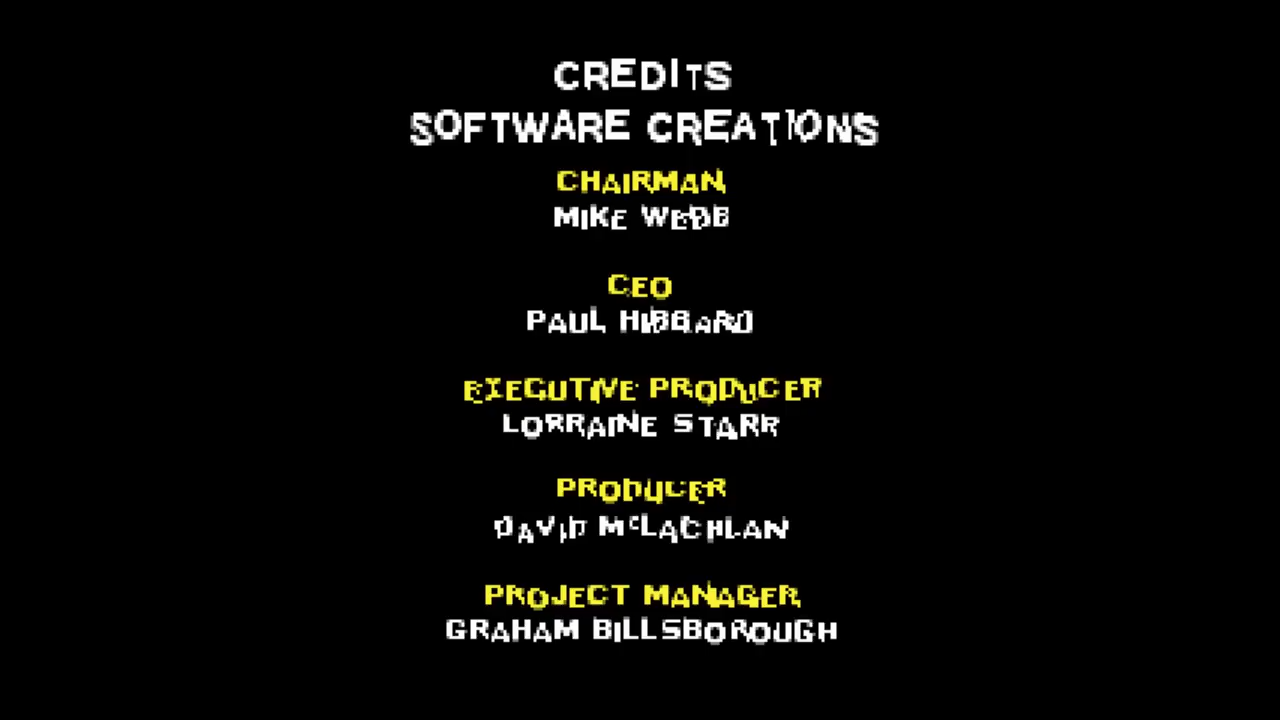 CREDITS
SOFTWARE CREATIONS
CHAIRMAN
MIKE WEBB
CEO
PAUL HIBBARD
EXECUTIVE PRODUCER
LORRAINE STARR
PRODUCER
DAVID McLACHLAN
PROJECT MANAGER
GRAHAM BILLSBOROUGH